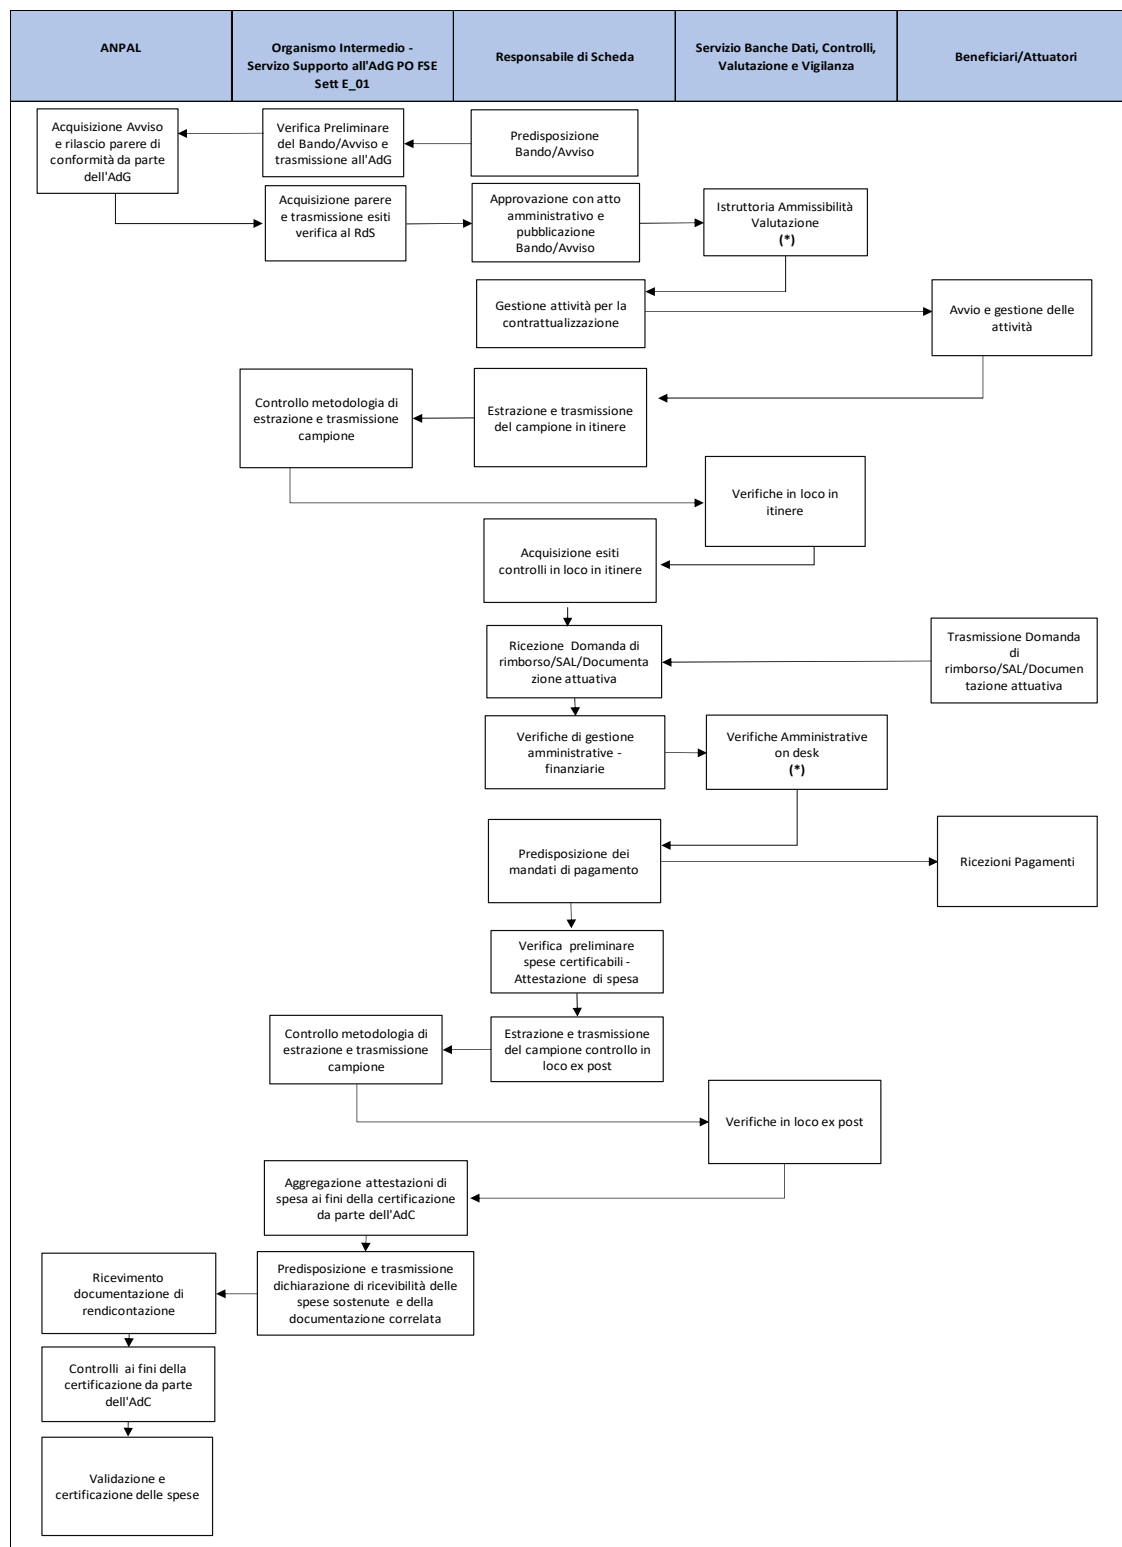 ANPAL
Organismo Intermedio -
Servizo Supporto all'AdG PO FSE
Sett E_01
Responsabile di Scheda
Servizio Banche Dati, Controlli,
Valutazione e Vigilanza
Beneficiari/Attuatori
Acquisizione Avviso
e rilascio parere di
conformità da parte
dell'AdG
Verifica Preliminare
del Bando/Avviso e
trasmissione all'AdG
Predisposizione
Bando/Avviso
Acquisizione parere
e trasmissione esiti
verifica al RdS
Approvazione con atto
amministrativo e
pubblicazione
Bando/Avviso
Istruttoria Ammissibilità
Valutazione
(*)
Gestione attività per la
contrattualizzazione
Avvio e gestione delle
attività
Controllo metodologia di
estrazione e trasmissione
campione
Estrazione e trasmissione
del campione in itinere
Verifiche in loco in
itinere
Acquisizione esiti
controlli in loco in itinere
Ricezione Domanda di
rimborso/SAL/Documenta
zione attuativa
Trasmissione Domanda
di
rimborso/SAL/Documen
tazione attuativa
Verifiche di gestione
amministrative -
finanziarie
Verifiche Amministrative
on desk
(*)
Predisposizione dei
mandati di pagamento
Ricezioni Pagamenti
Verifica preliminare
spese certificabili -
Attestazione di spesa
Controllo metodologia di
estrazione e trasmissione
campione
Estrazione e trasmissione
del campione controllo in
loco ex post
Verifiche in loco ex post
Aggregazione attestazioni di
spesa ai fini della certificazione
da parte dell'AdC
Ricevimento
documentazione di
rendicontazione
Predisposizione e trasmissione
dichiarazione di ricevibilità delle
spese sostenute e della
documentazione correlata
Controlli ai fini della
certificazione da parte
dell'AdC
Validazione e
certificazione delle spese